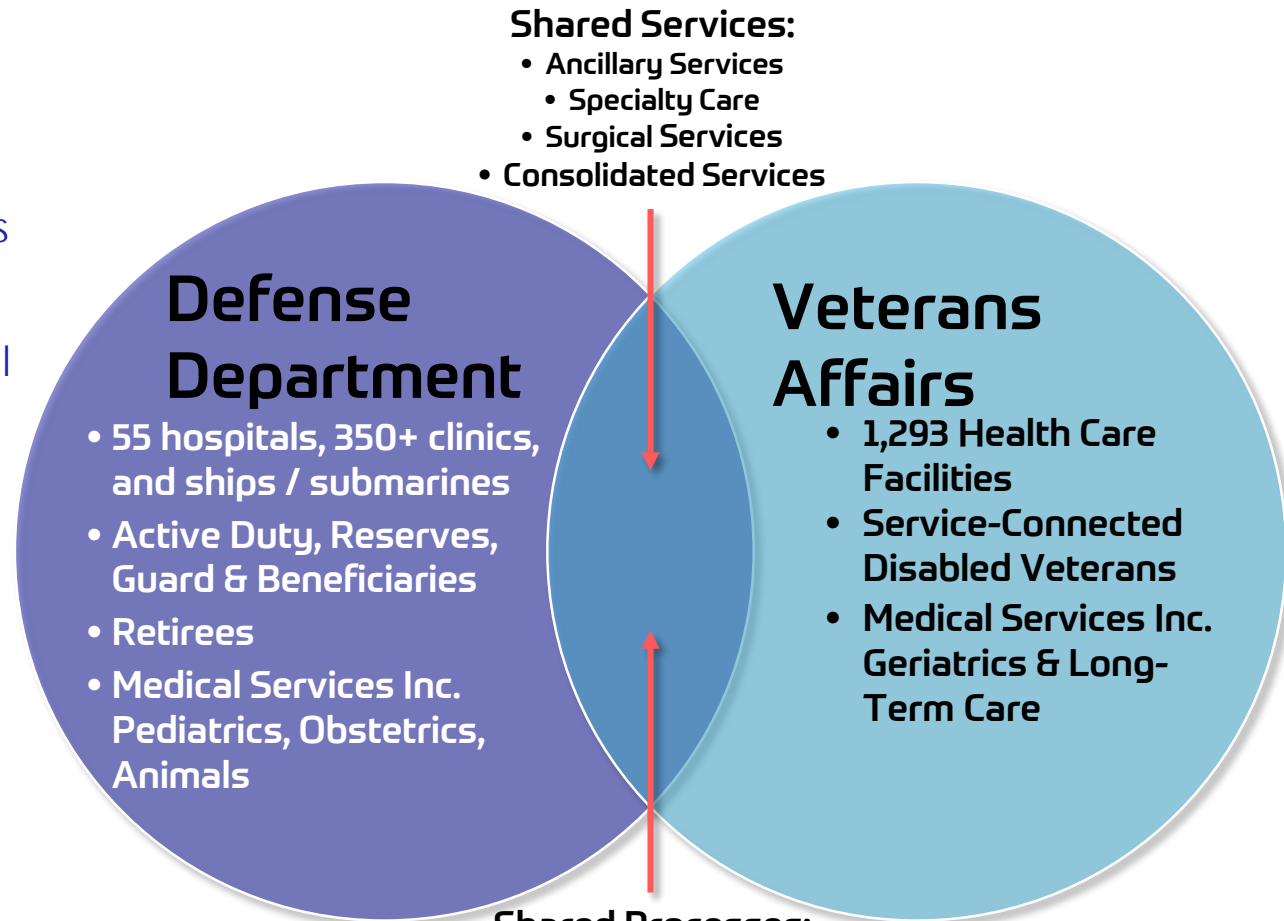 Shared Services:
• Ancillary Services
• Specialty Care
• Surgical Services
• Consolidated Services
Defense
Department
• 55 hospitals, 350+ clinics,
and ships / submarines
• Active Duty, Reserves,
Guard & Beneficiaries
• Retirees
• Medical Services Inc.
Pediatrics, Obstetrics,
Animals
Veterans
Affairs
• 1,293 Health Care
Facilities
• Service-Connected
Disabled Veterans
• Medical Services Inc.
Geriatrics & Long-
Term Care
Shared Processes: